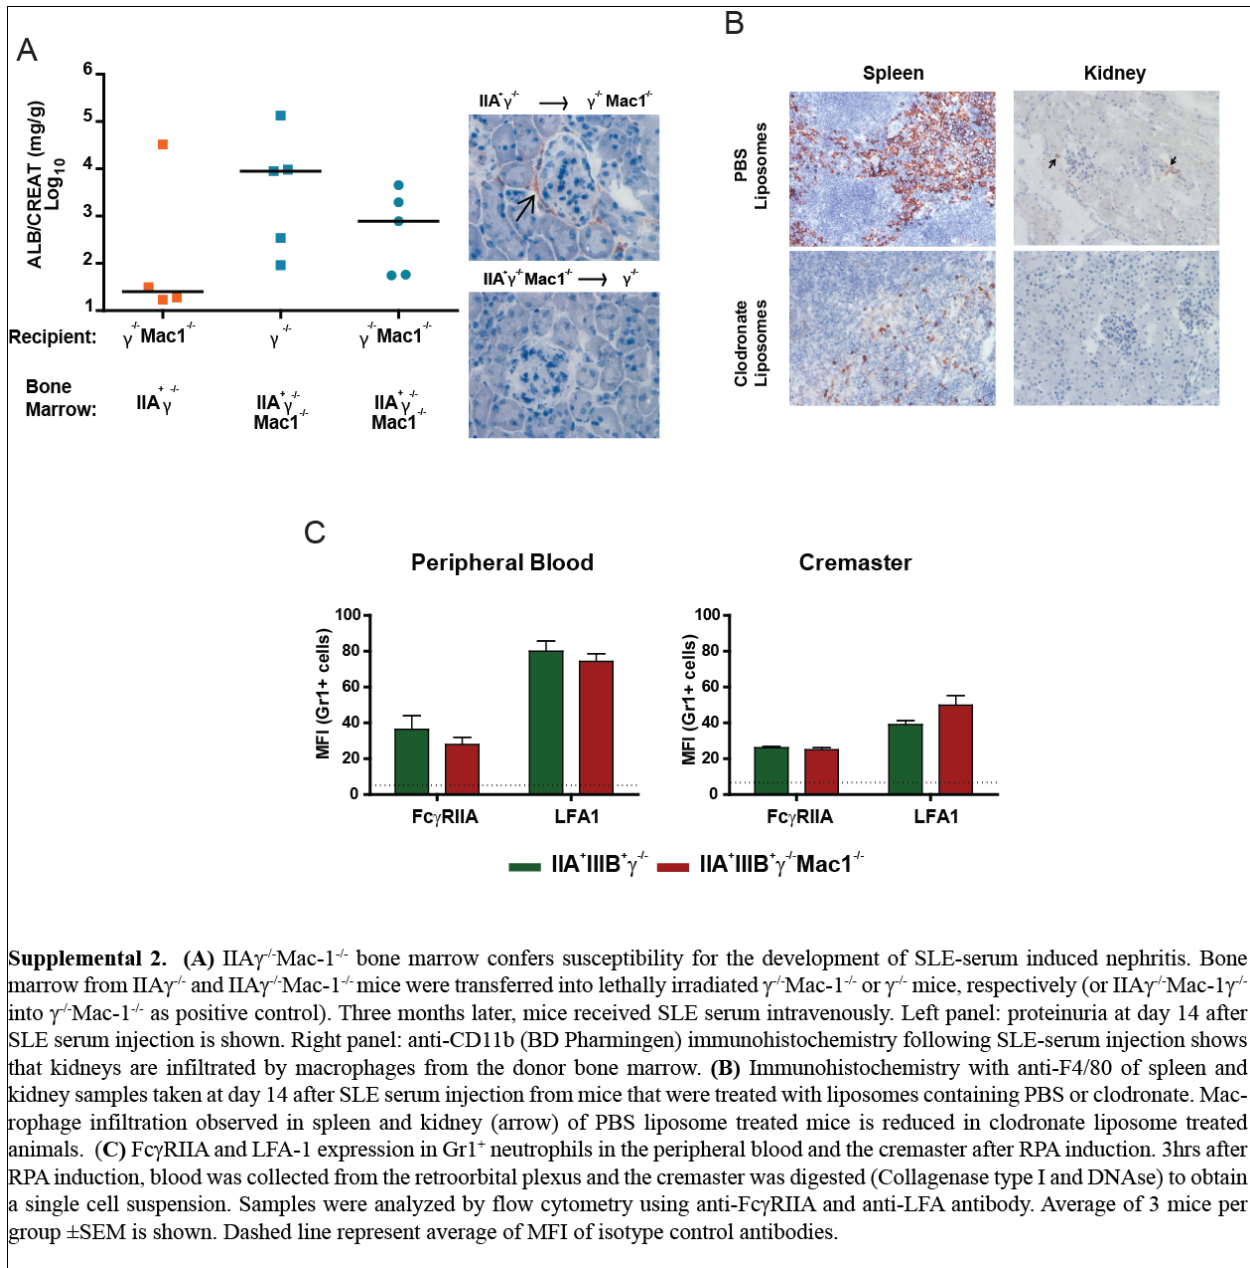 A
B
6
5
4
3
2
1
ALB/CREAT (mg/g)
Log10
Recipient:
γ-/-Mac1-/-
γ-/-
γ-/-Mac1-/-
Bone
Marrow:
IIA+γ-/-
IIA+γ-/-
Mac1-/-
IIA+γ-/-
Mac1-/-
IIA+γ-/- → γ-/-Mac1-/-
IIA+γ-/-Mac1-/- → γ-/-
Spleen
Kidney
PBS
Liposomes
Clodronate
Liposomes
C
Peripheral Blood
Cremaster
MFI (Gr1+ cells)
100
80
60
40
20
0
FcγRIIA
LFA1
MFI (Gr1+ cells)
100
80
60
40
20
0
FcγRIIA
LFA1
IIA+IIIB+γ-/-
IIA+IIIB+γ-/-Mac1-/-
Supplemental 2. (A) IIAγ-/-Mac-1-/- bone marrow confers susceptibility for the development of SLE-serum induced nephritis. Bone
marrow from IIAγ-/- and IIAγ-/-Mac-1-/- mice were transferred into lethally irradiated γ-/-Mac-1-/- or γ-/- mice, respectively (or IIAγ-/-Mac-1γ-/-
into γ-/-Mac-1-/- as positive control). Three months later, mice received SLE serum intravenously. Left panel: proteinuria at day 14 after
SLE serum injection is shown. Right panel: anti-CD11b (BD Pharmingen) immunohistochemistry following SLE-serum injection shows
that kidneys are infiltrated by macrophages from the donor bone marrow. (B) Immunohistochemistry with anti-F4/80 of spleen and
kidney samples taken at day 14 after SLE serum injection from mice that were treated with liposomes containing PBS or clodronate. Mac-
rophage infiltration observed in spleen and kidney (arrow) of PBS liposome treated mice is reduced in clodronate liposome treated
animals. (C) FcγRIIA and LFA-1 expression in Gr1+ neutrophils in the peripheral blood and the cremaster after RPA induction. 3hrs after
RPA induction, blood was collected from the retroorbital plexus and the cremaster was digested (Collagenase type I and DNAse) to obtain
a single cell suspension. Samples were analyzed by flow cytometry using anti-FcγRIIA and anti-LFA antibody. Average of 3 mice per
group ±SEM is shown. Dashed line represent average of MFI of isotype control antibodies.